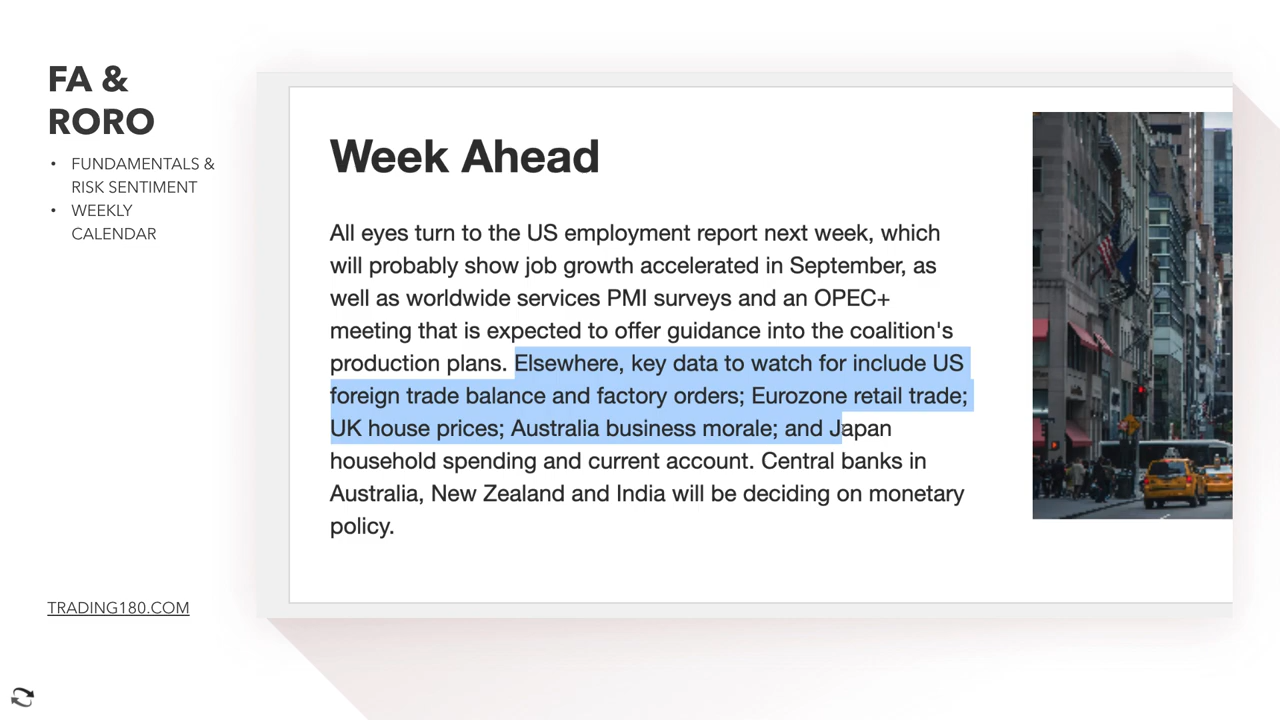 FA &
RORO
• FUNDAMENTALS &
RISK SENTIMENT
• WEEKLY
CALENDAR
TRADING180.COM
Week Ahead
All eyes turn to the US employment report next week, which
will probably show job growth accelerated in September, as
well as worldwide services PMI surveys and an OPEC+
meeting that is expected to offer guidance into the coalition's
production plans. Elsewhere, key data to watch for include US
foreign trade balance and factory orders; Eurozone retail trade;
UK house prices; Australia business morale; and Japan
household spending and current account. Central banks in
Australia, New Zealand and India will be deciding on monetary
policy.